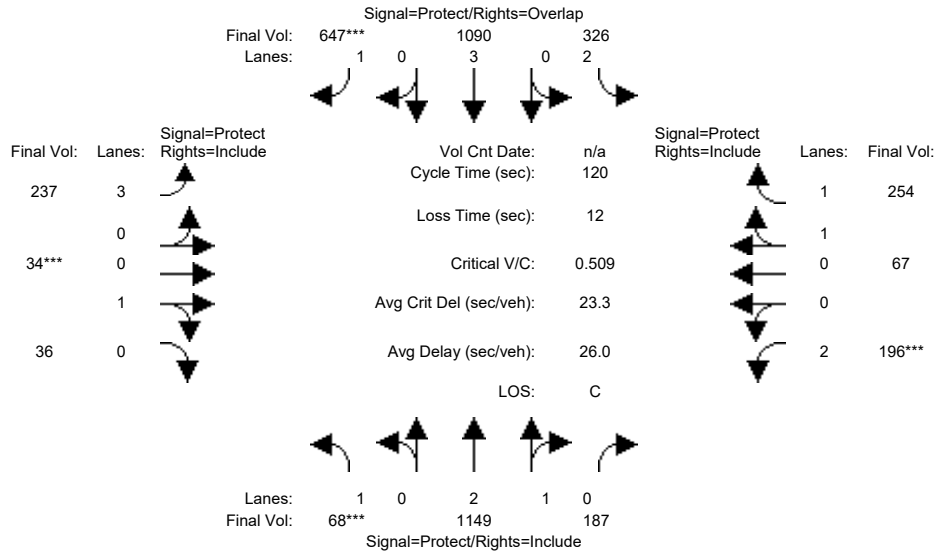 Signal=Protect/Rights=Overlap
Final Vol: 647*** 1090 326
Lanes: 1 0 3 0 2
Signal=Protect
Final Vol: Lanes: Rights=Include
237 3
0
34*** 0
1
36 0
Vol Cnt Date: n/a
Cycle Time (sec): 120
Loss Time (sec): 12
Critical V/C: 0.509
Avg Crit Del (sec/veh): 23.3
Avg Delay (sec/veh): 26.0
LOS: C
Signal=Protect
Rights=Include Lanes: Final Vol:
1 254
1
0 67
0
2 196***
Lanes: 1 0 2 1 0
Final Vol: 68*** 1149 187
Signal=Protect/Rights=Include